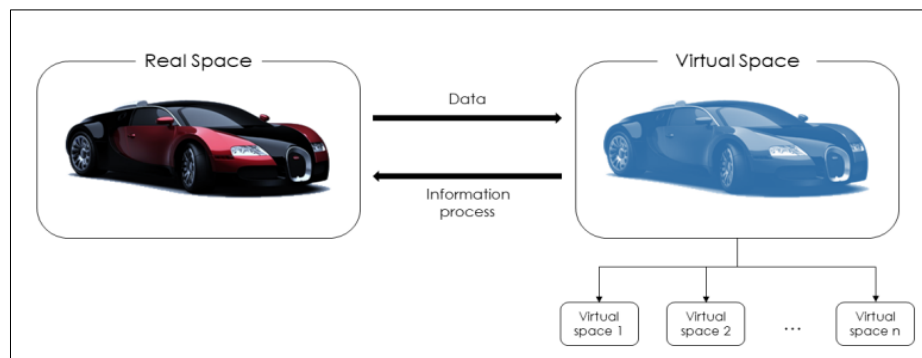 Real Space
Virtual Space
Data
Information
process
Virtual
space 1
Virtual
space 2
...
Virtual
space n